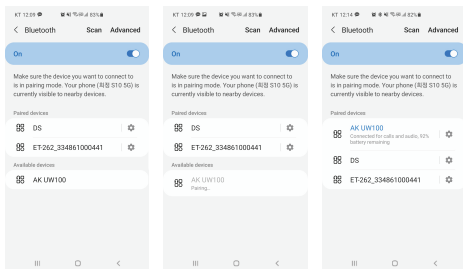 KT 12:09
83%
Bluetooth Scan Advanced
On
Make sure the device you want to connect to
is in pairing mode. Your phone (희정 S10 5G) is
currently visible to nearby devices.
Paired devices
DS
ET-262_334861000441
Available devices
AK UW100
KT 12:09
83%
Bluetooth Scan Advanced
On
Make sure the device you want to connect to
is in pairing mode. Your phone (희정 S10 5G) is
currently visible to nearby devices.
Paired devices
DS
ET-262_334861000441
Available devices
AK UW100
Pairing...
KT 12:14
82%
Bluetooth Scan Advanced
On
Make sure the device you want to connect to
is in pairing mode. Your phone (희정 S10 5G) is
currently visible to nearby devices.
Paired devices
AK UW100
Connected for calls and audio, 92%
battery remaining
DS
ET-262_334861000441